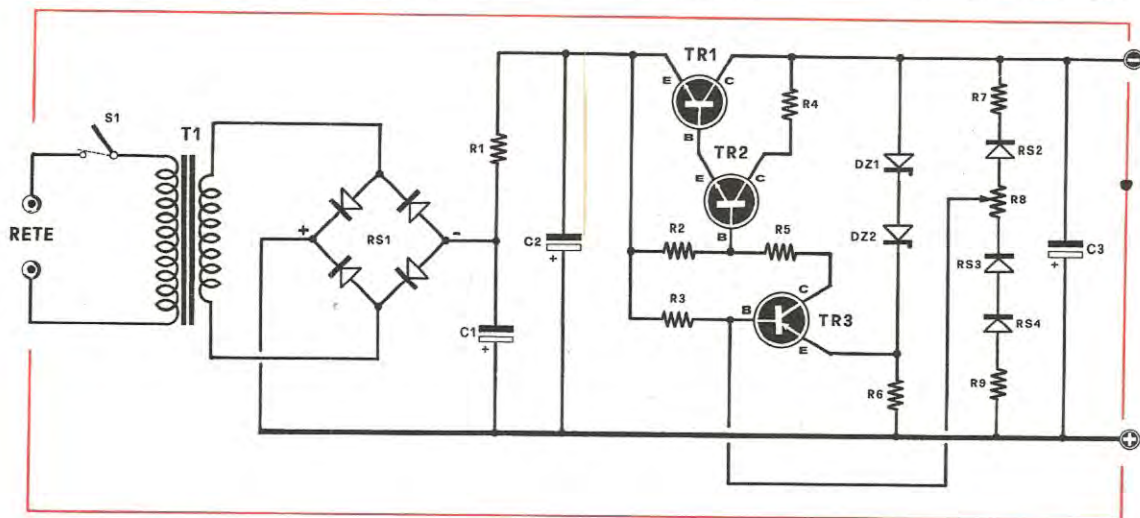 S1
T1
RETE
+
RS1
-
R1
C1
+
C2
+
TR1
E
C
B
R4
TR2
E
C
B
R2
R5
R3
B
C
E
TR3
DZ1
DZ2
R6
R7
RS2
R8
RS3
RS4
R9
C3
+
-
+